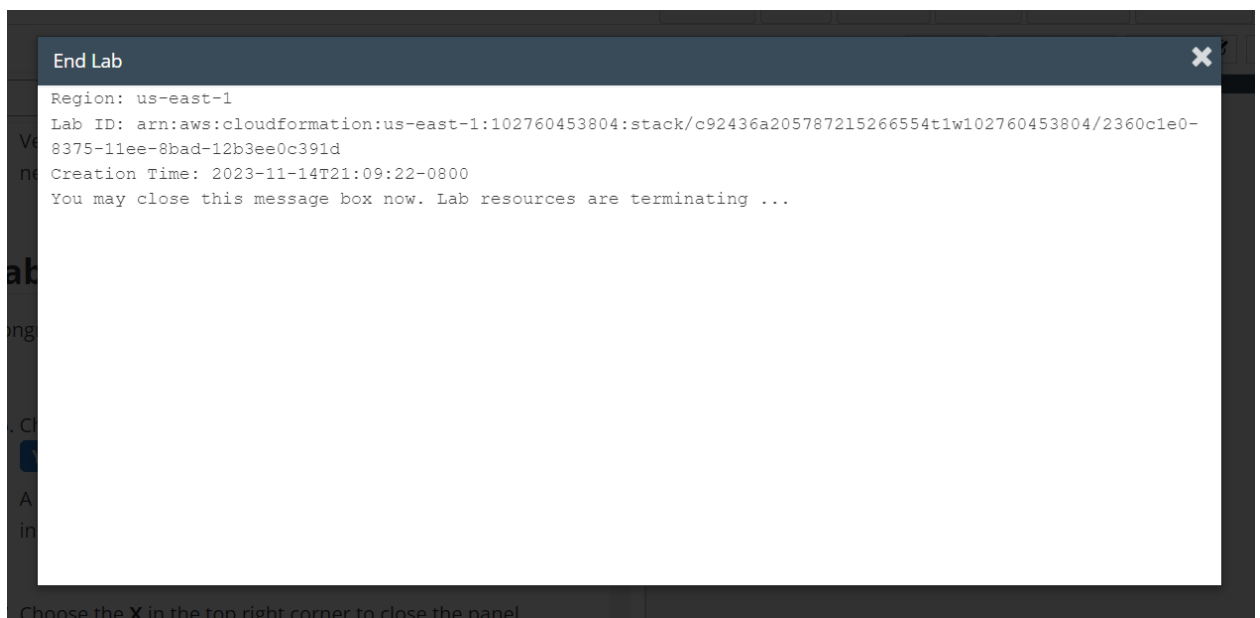 End Lab
Region: us-east-1
Lab ID: arn:aws:cloudformation:us-east-1:102760453804:stack/c92436a205787215266554t1w102760453804/2360c1e0-
8375-11ee-8bad-12b3ee0c391d
Creation Time: 2023-11-14T21:09:22-0800
You may close this message box now. Lab resources are terminating ...
Choose the X in the top right corner to close the panel